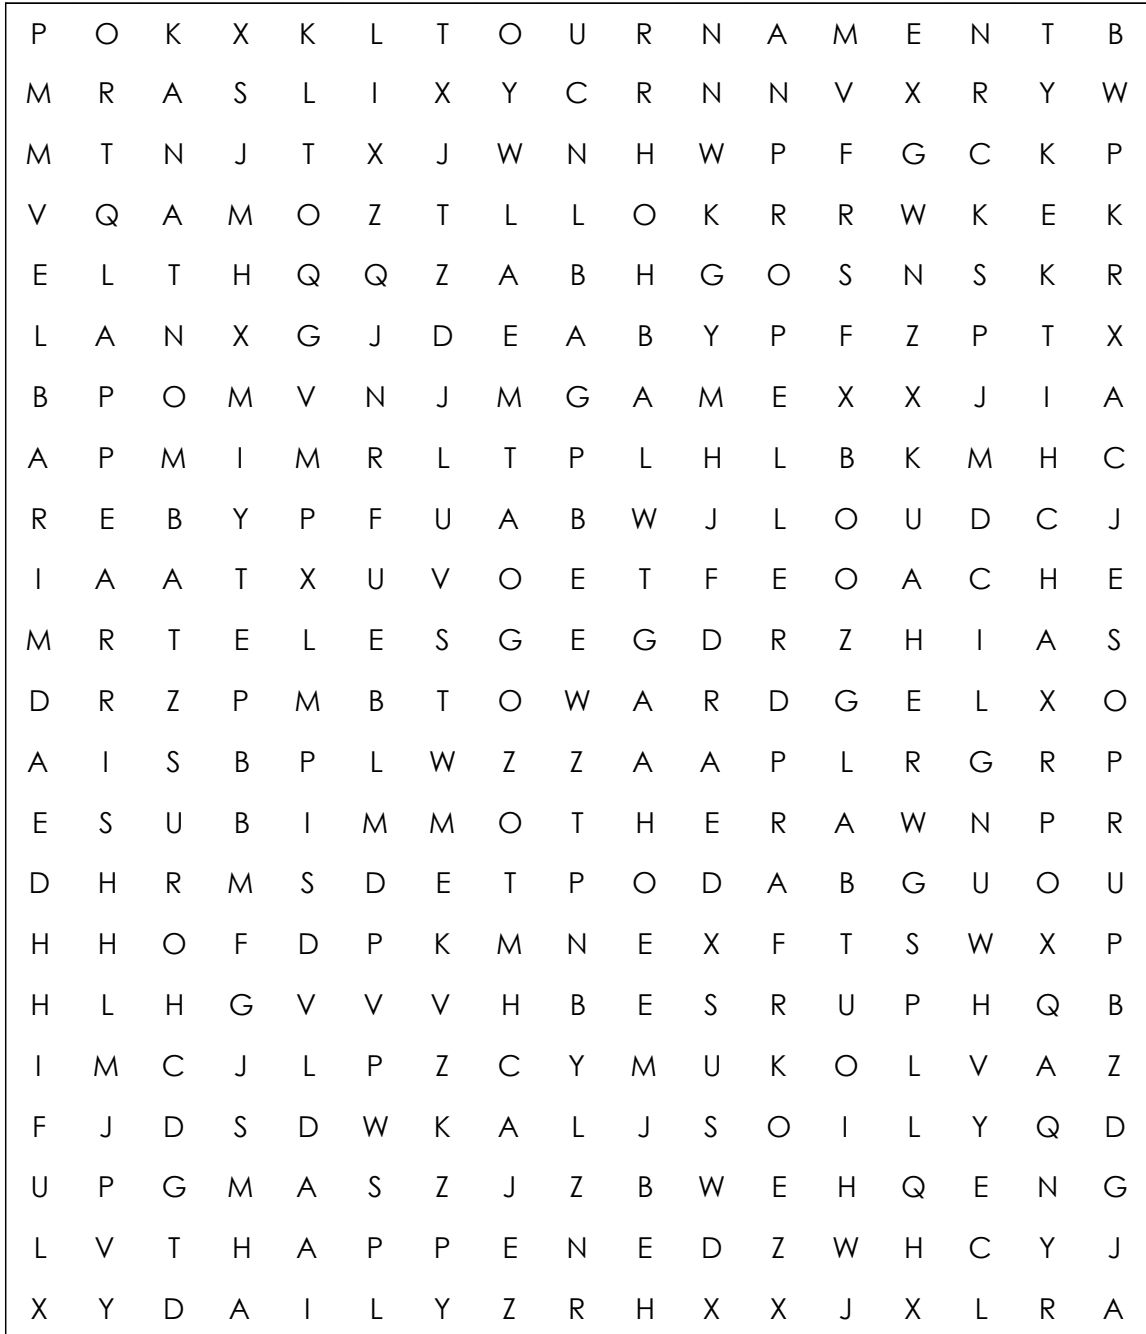 P O K X K L T O U R N A M E N T B
M R A S L I X Y C R N N V X R Y W
M T N J T X J W N H W P F G C K P
V Q A M O Z T L L O K R R W K E K
E L T H Q Q Z A B H G O S N S K R
L A N X G J D E A B Y P F Z P T X
B P O M V N J M G A M E X X J I A
A P M I M R L T P L H L B K M H C
R E B Y P F U A B W J L O U D C J
I A A T X U V O E T F E O A C H E
M R T E L E S G E G D R Z H I A S
D R Z P M B T O W A R D G E L X O
A I S B P L W Z Z A A P L R G R P
E S U B I M M O T H E R A W N P R
D H R M S D E T P O D A B G U O U
H H O F D P K M N E X F T S W X P
H L H G V V V H B E S R U P H Q B
I M C J L P Z C Y M U K O L V A Z
F J D S D W K A L J S O I L Y Q D
U P G M A S Z J Z B W E H Q E N G
L V T H A P P E N E D Z W H C Y J
X Y D A I L Y Z R H X X J X L R A